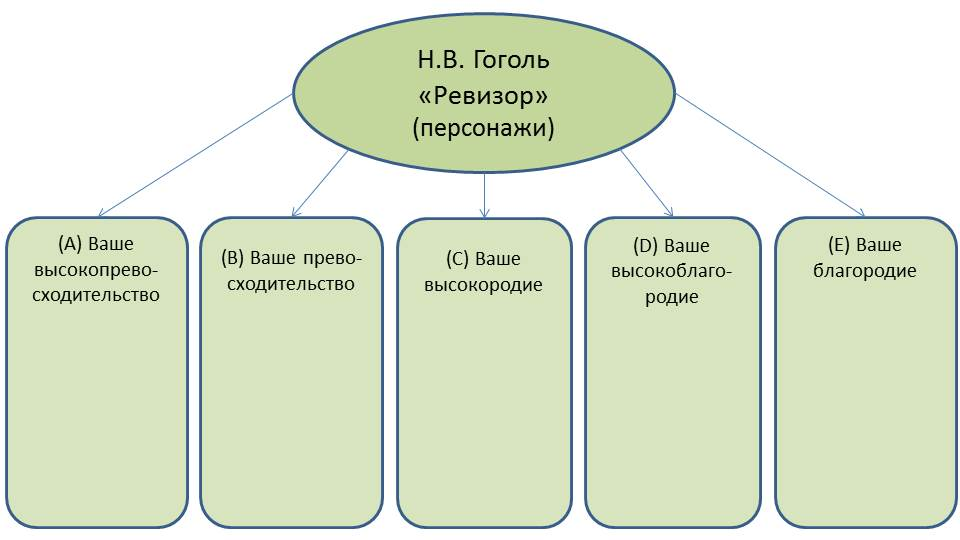 Н.В. Гоголь
«Ревизор»
(персонажи)
(A) Ваше
высокопрево-
сходительство
(B) Ваше прево-
сходительство
(C) Ваше
высокородие
(D) Ваше
высокоблаго-
родие
(E) Ваше
благородие